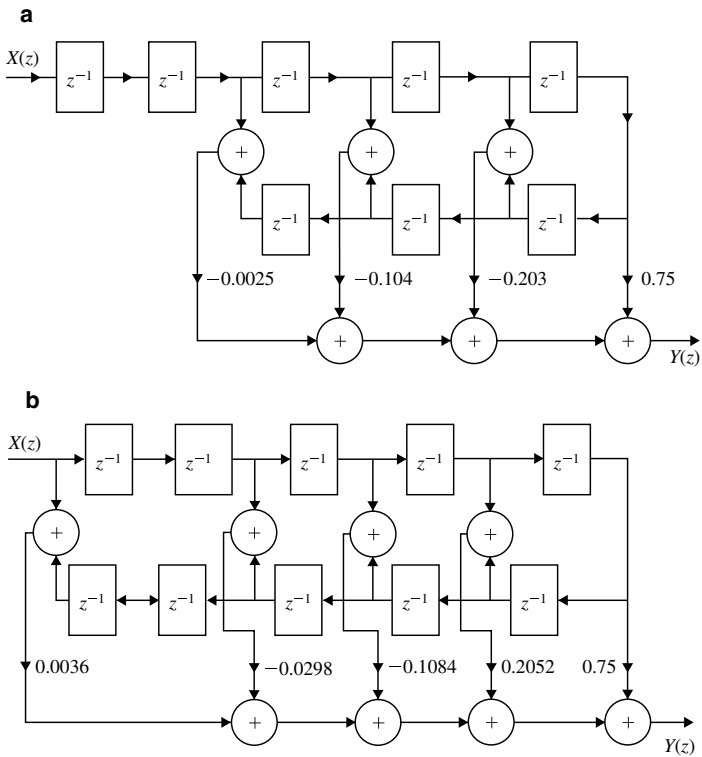 a
X(z)
z⁻¹ z⁻¹ z⁻¹ z⁻¹ z⁻¹
+ + +
z⁻¹ z⁻¹ z⁻¹
−0.0025 −0.104 −0.203 0.75
+ + +
Y(z)
b
X(z)
z⁻¹ z⁻¹ z⁻¹ z⁻¹ z⁻¹
+ + + +
z⁻¹ z⁻¹ z⁻¹ z⁻¹ z⁻¹
0.0036 −0.0298 −0.1084 0.2052 0.75
+ + + +
Y(z)